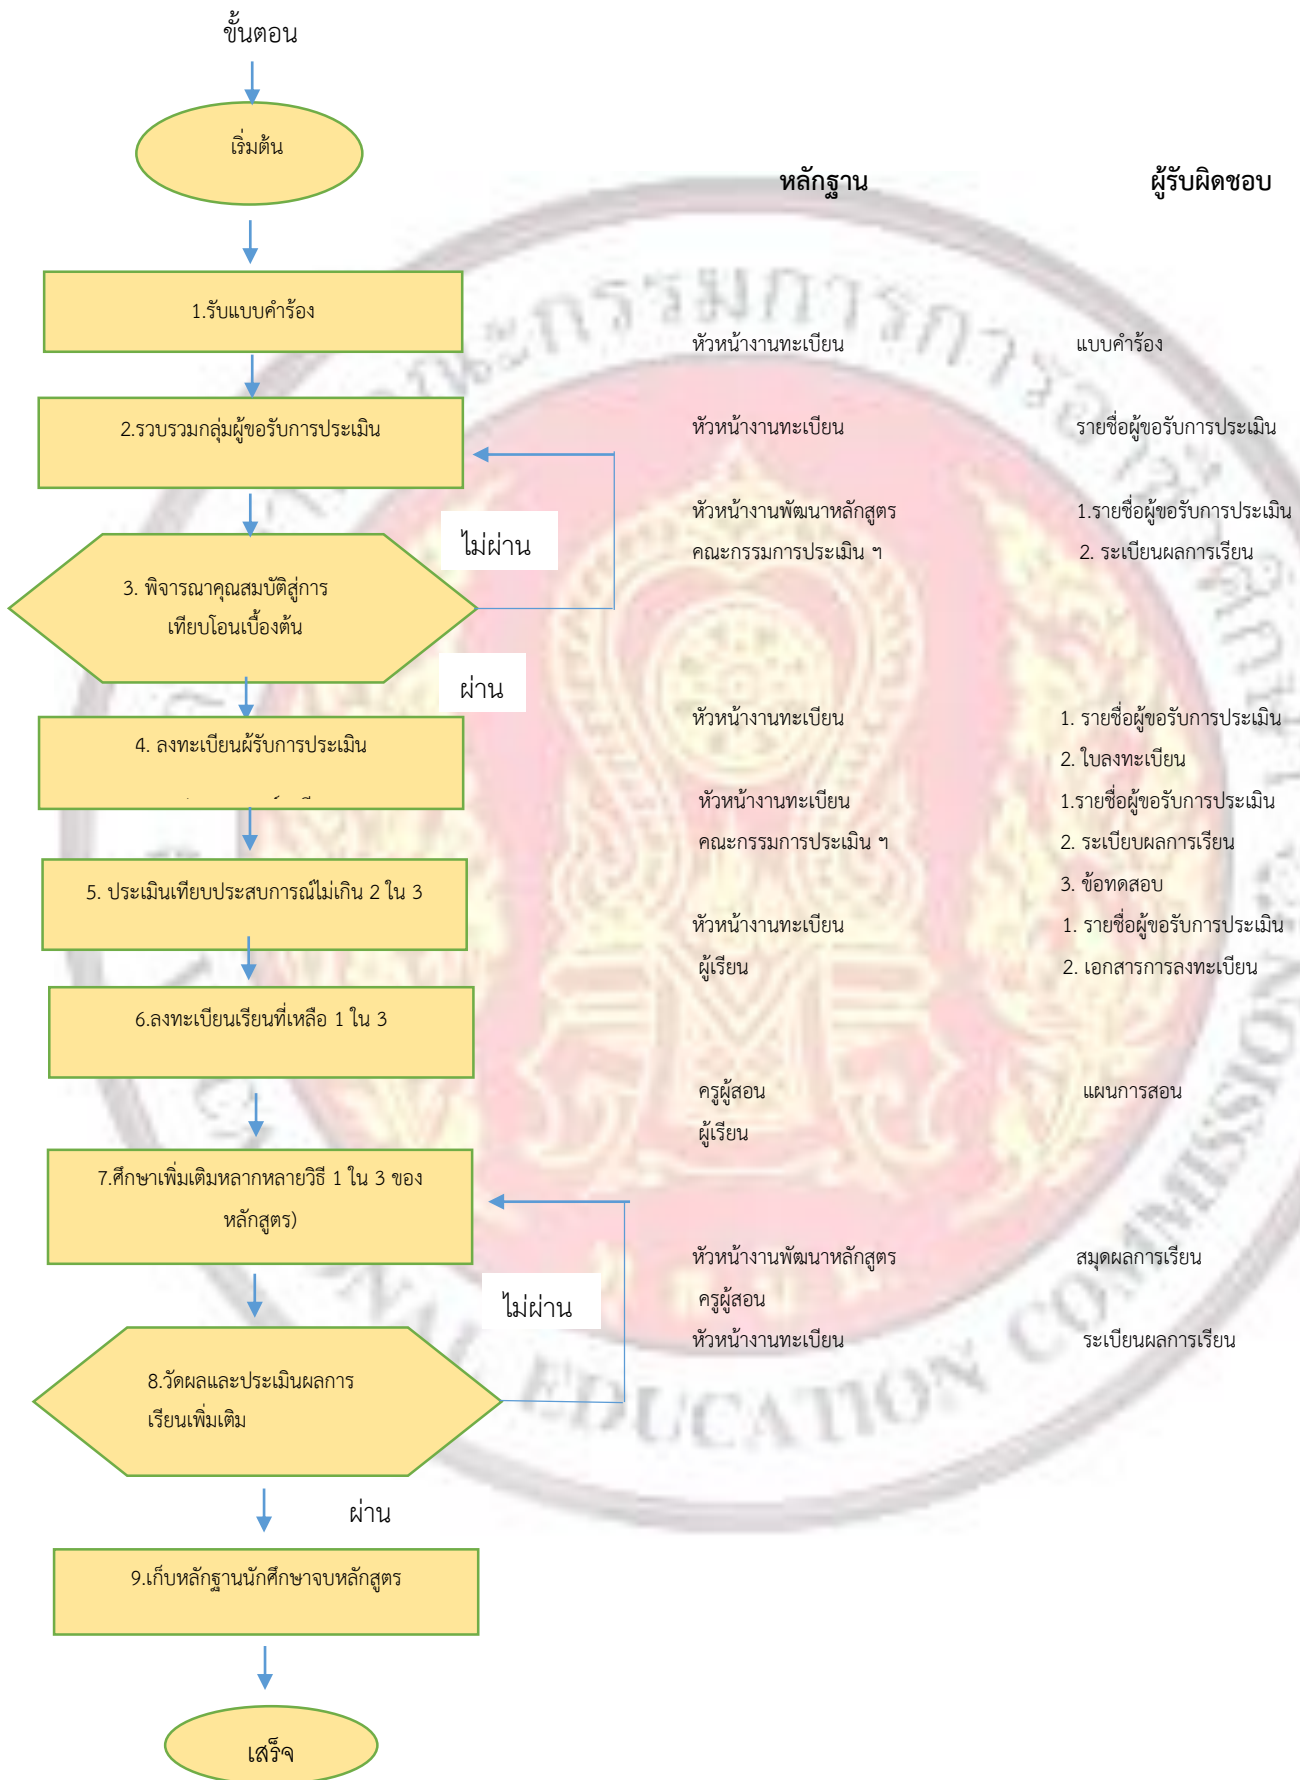 ขั้นตอน
เริ่มต้น
หลักฐาน ผู้รับผิดชอบ
1.รับแบบคำร้อง
หัวหน้างานทะเบียน แบบคำร้อง
2.รวบรวมกลุ่มผู้ขอรับการประเมิน
หัวหน้างานทะเบียน รายชื่อผู้ขอรับการประเมิน
หัวหน้างานพัฒนาหลักสูตร 1.รายชื่อผู้ขอรับการประเมิน
ไม่ผ่าน
คณะกรรมการประเมิน ฯ 2. ระเบียนผลการเรียน
3. พิจารณาคุณสมบัติสู่การ
เทียบโอนเบื้องต้น
ผ่าน
หัวหน้างานทะเบียน 1. รายชื่อผู้ขอรับการประเมิน
4. ลงทะเบียนผ้รับการประเมิน
2. ใบลงทะเบียน
หัวหน้างานทะเบียน 1.รายชื่อผู้ขอรับการประเมิน
คณะกรรมการประเมิน ฯ 2. ระเบียบผลการเรียน
5. ประเมินเทียบประสบการณ์ไม่เกิน 2 ใน 3
3. ข้อทดสอบ
หัวหน้างานทะเบียน 1. รายชื่อผู้ขอรับการประเมิน
ผู้เรียน 2. เอกสารการลงทะเบียน
6.ลงทะเบียนเรียนที่เหลือ 1 ใน 3
ครูผู้สอน แผนการสอน
ผู้เรียน
7.ศึกษาเพิ่มเติมหลากหลายวิธี 1 ใน 3 ของ
หลักสูตร)
หัวหน้างานพัฒนาหลักสูตร สมุดผลการเรียน
ไม่ผ่าน
ครูผู้สอน
หัวหน้างานทะเบียน ระเบียนผลการเรียน
8.วัดผลและประเมินผลการ
เรียนเพิ่มเติม
ผ่าน
9.เก็บหลักฐานนักศึกษาจบหลักสูตร
เสร็จ
EDUCATION COMMISSION